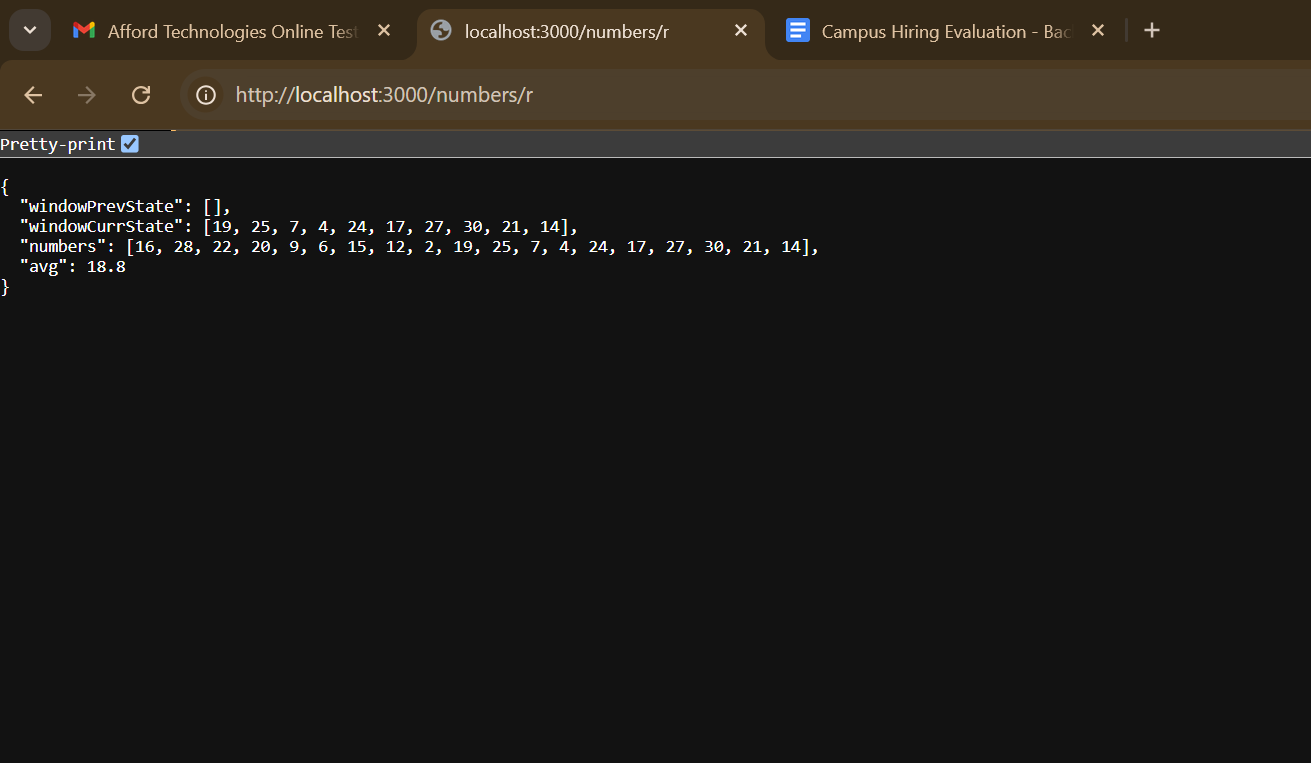 Afford Technologies Online Test
localhost:3000/numbers/r
Campus Hiring Evaluation - Bac
http://localhost:3000/numbers/r
Pretty-print
{
"windowPrevState": [],
"windowCurrState": [19, 25, 7, 4, 24, 17, 27, 30, 21, 14],
"numbers": [16, 28, 22, 20, 9, 6, 15, 12, 2, 19, 25, 7, 4, 24, 17, 27, 30, 21, 14],
"avg": 18.8
}